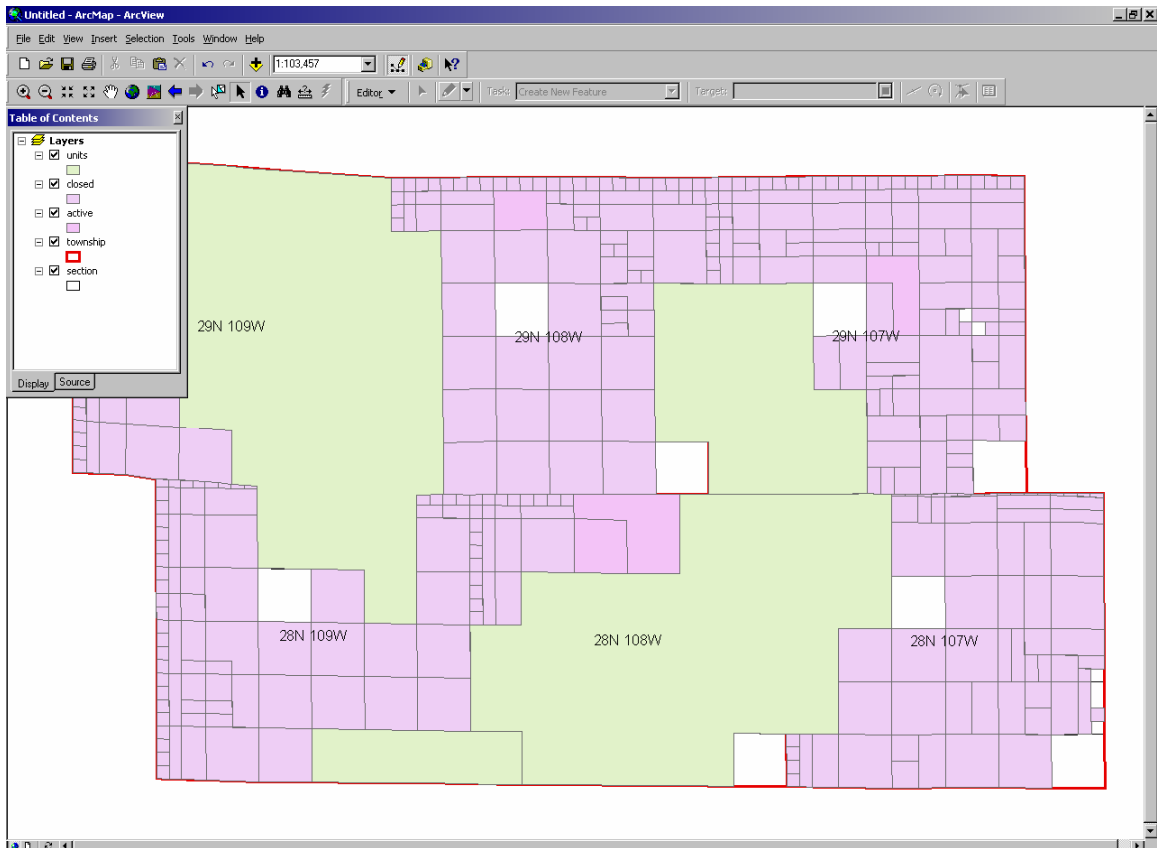 Untitled - ArcMap - ArcView
File Edit View Insert Selection Tools Window Help
1:103,457
Editor Task: Create New Feature Target:
Table of Contents
Layers
units
closed
active
township
section
Display Source
29N 109W
29N 108W
29N 107W
28N 109W
28N 108W
28N 107W